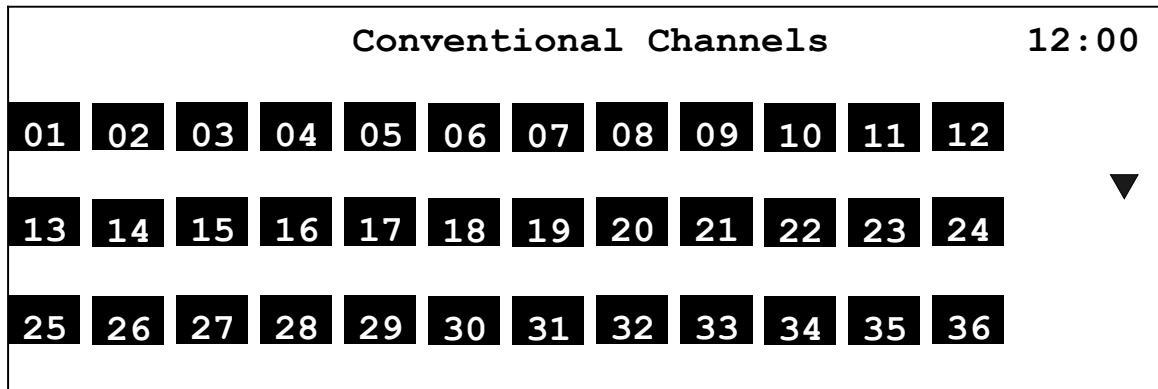 Conventional Channels 12:00
01 02 03 04 05 06 07 08 09 10 11 12
13 14 15 16 17 18 19 20 21 22 23 24
25 26 27 28 29 30 31 32 33 34 35 36